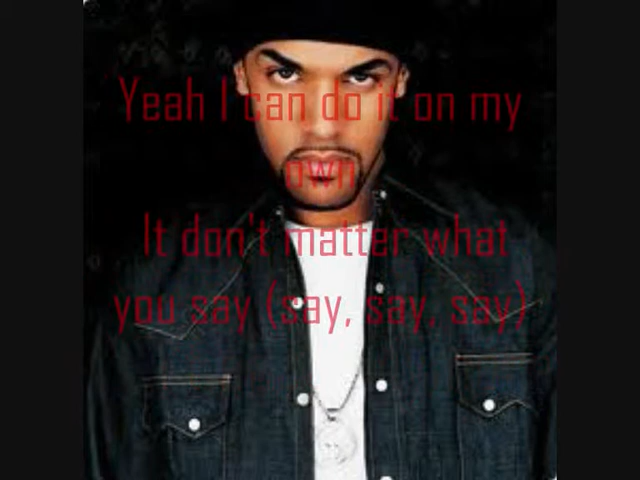 Yeah I can do it on my
own
It don't matter what
you say (say, say, say)